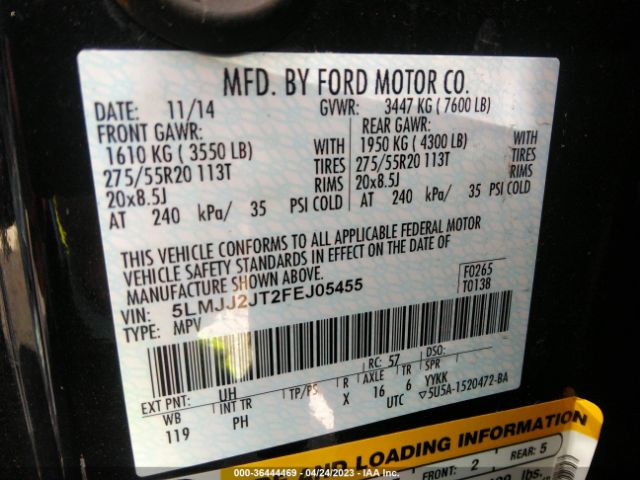 MFD. BY FORD MOTOR CO.
DATE: 11/14 GVWR: 3447 KG ( 7600 LB)
FRONT GAWR: REAR GAWR:
1610 KG ( 3550 LB) WITH 1950 KG ( 4300 LB) WITH
275/55R20 113T TIRES 275/55R20 113T TIRES
20x8.5J RIMS 20x8.5J RIMS
AT 240 kPa/ 35 PSI COLD AT 240 kPa/ 35 PSI COLD
THIS VEHICLE CONFORMS TO ALL APPLICABLE FEDERAL MOTOR
VEHICLE SAFETY STANDARDS IN EFFECT ON THE DATE OF
MANUFACTURE SHOWN ABOVE.
VIN: 5LMJJ2JT2FEJ05455 F0265
TYPE: MPV T0138
RC: 57 DSO:
EXT PNT: UH TP/PS R AXLE TR SPR
WB INT TR X 16 6 YYKK
119 PH UTC ▽5U5A-1520472-BA
AND LOADING INFORMATION
FRONT: 2 REAR: 5
lbs.
000-36444469 - 04/24/2023 - IAA Inc.